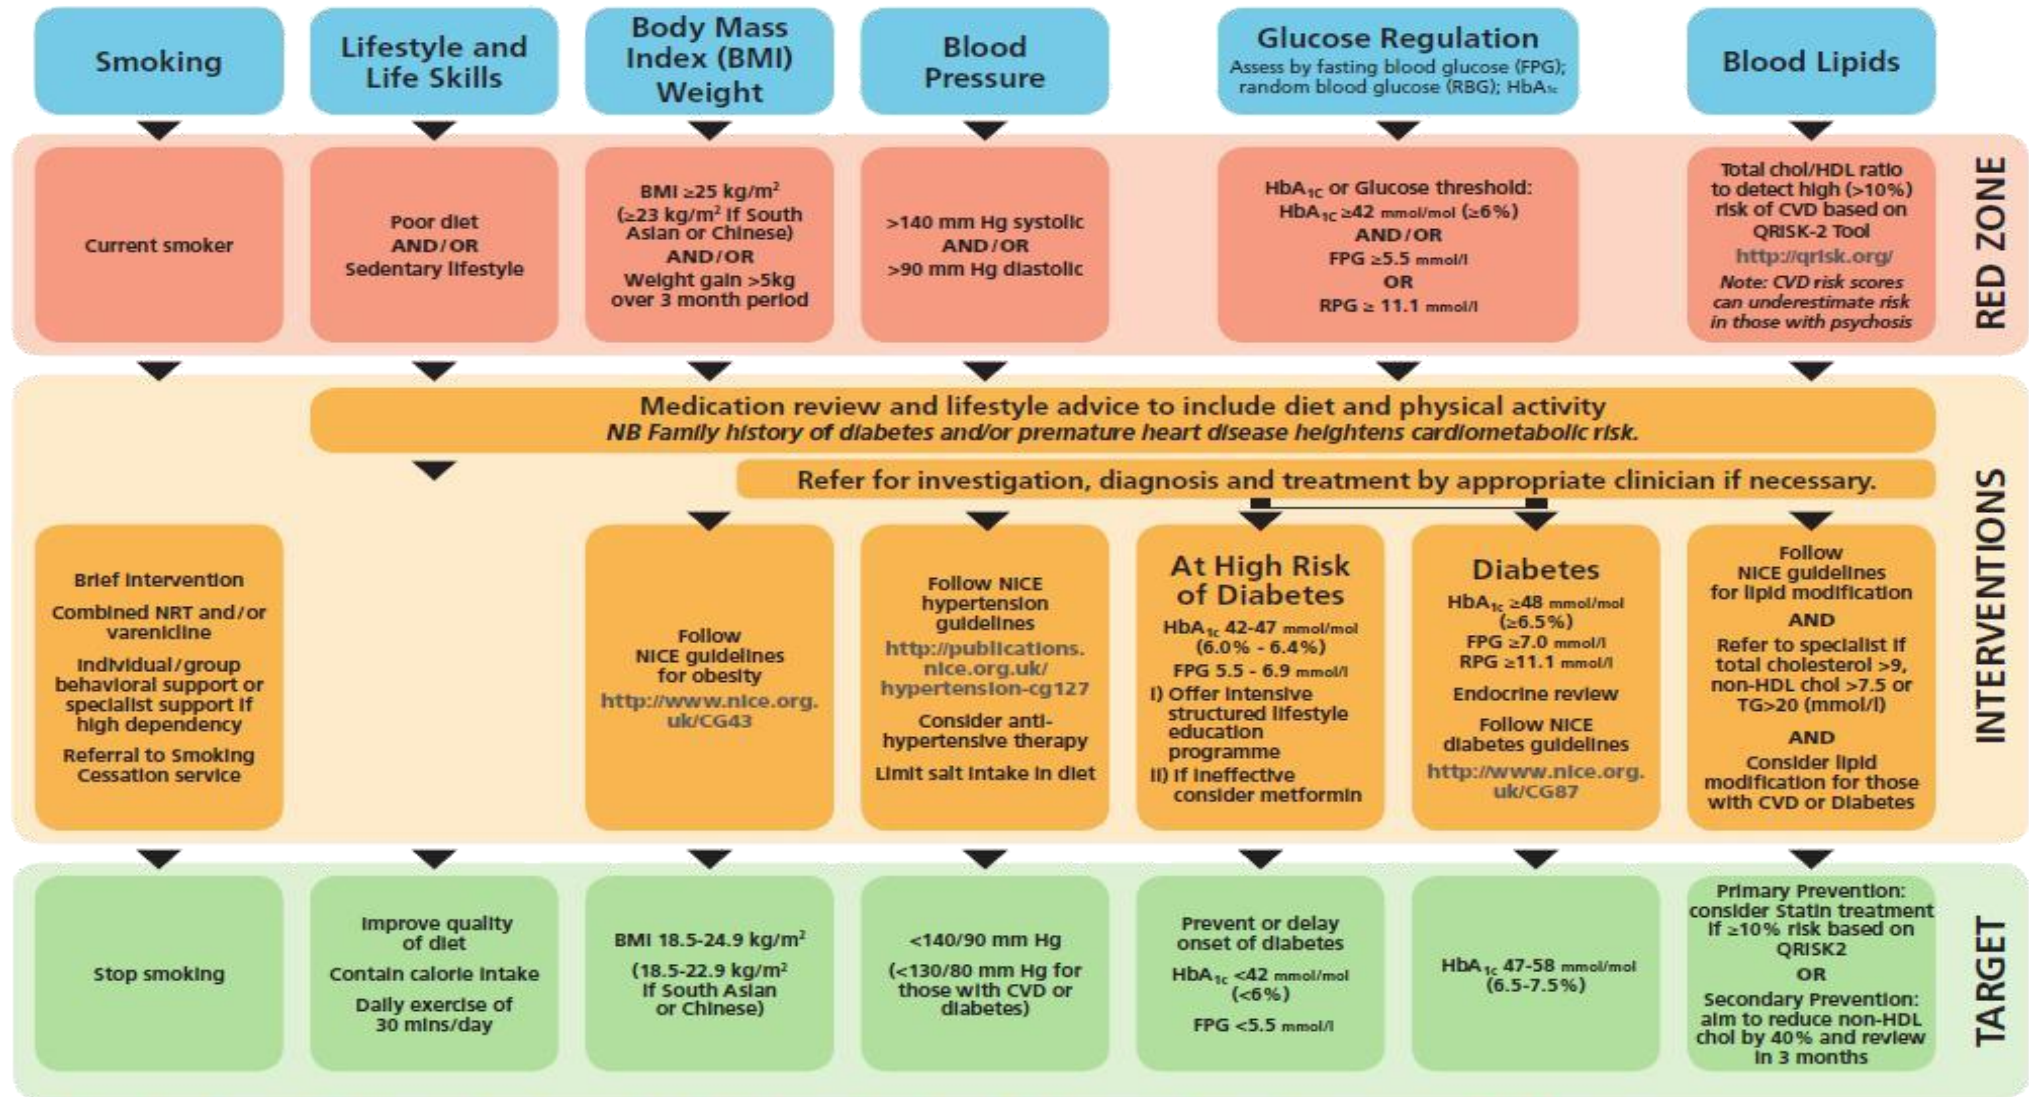 Smoking
Lifestyle and
Life Skills
Body Mass
Index (BMI)
Weight
Blood
Pressure
Glucose Regulation
Assess by fasting blood glucose (FPG);
random blood glucose (RBG); HbA1c
Blood Lipids
RED ZONE
Current smoker
Poor diet
AND/OR
Sedentary lifestyle
BMI ≥25 kg/m²
(≥23 kg/m² if South
Asian or Chinese)
AND/OR
Weight gain >5kg
over 3 month period
>140 mm Hg systolic
AND/OR
>90 mm Hg diastolic
HbA1C or Glucose threshold:
HbA1C ≥42 mmol/mol (≥6%)
AND/OR
FPG ≥5.5 mmol/l
OR
RPG ≥ 11.1 mmol/l
Total chol/HDL ratio
to detect high (>10%)
risk of CVD based on
QRISK-2 Tool
http://qrisk.org/
Note: CVD risk scores
can underestimate risk
in those with psychosis
INTERVENTIONS
Medication review and lifestyle advice to include diet and physical activity
NB Family history of diabetes and/or premature heart disease heightens cardiometabolic risk.
Refer for investigation, diagnosis and treatment by appropriate clinician if necessary.
Brief intervention
Combined NRT and/or
varenicline
Individual/group
behavioral support or
specialist support if
high dependency
Referral to Smoking
Cessation service
Follow
NICE guidelines
for obesity
http://www.nice.org.
uk/CG43
Follow NICE
hypertension
guidelines
http://publications.
nice.org.uk/
hypertension-cg127
Consider anti-
hypertensive therapy
Limit salt intake in diet
At High Risk
of Diabetes
HbA1c 42-47 mmol/mol
(6.0% - 6.4%)
FPG 5.5 - 6.9 mmol/l
i) Offer intensive
structured lifestyle
education
programme
ii) If ineffective
consider metformin
Diabetes
HbA1c ≥48 mmol/mol
(≥6.5%)
FPG ≥7.0 mmol/l
RPG ≥11.1 mmol/l
Endocrine review
Follow NICE
diabetes guidelines
http://www.nice.org.
uk/CG87
Follow
NICE guidelines
for lipid modification
AND
Refer to specialist if
total cholesterol >9,
non-HDL chol >7.5 or
TG>20 (mmol/l)
AND
Consider lipid
modification for those
with CVD or Diabetes
TARGET
Stop smoking
Improve quality
of diet
Contain calorie intake
Daily exercise of
30 mins/day
BMI 18.5-24.9 kg/m²
(18.5-22.9 kg/m²
if South Asian
or Chinese)
<140/90 mm Hg
(<130/80 mm Hg for
those with CVD or
diabetes)
Prevent or delay
onset of diabetes
HbA1c <42 mmol/mol
(<6%)
FPG <5.5 mmol/l
HbA1c 47-58 mmol/mol
(6.5-7.5%)
Primary Prevention:
consider Statin treatment
if ≥10% risk based on
QRISK2
OR
Secondary Prevention:
aim to reduce non-HDL
chol by 40% and review
in 3 months